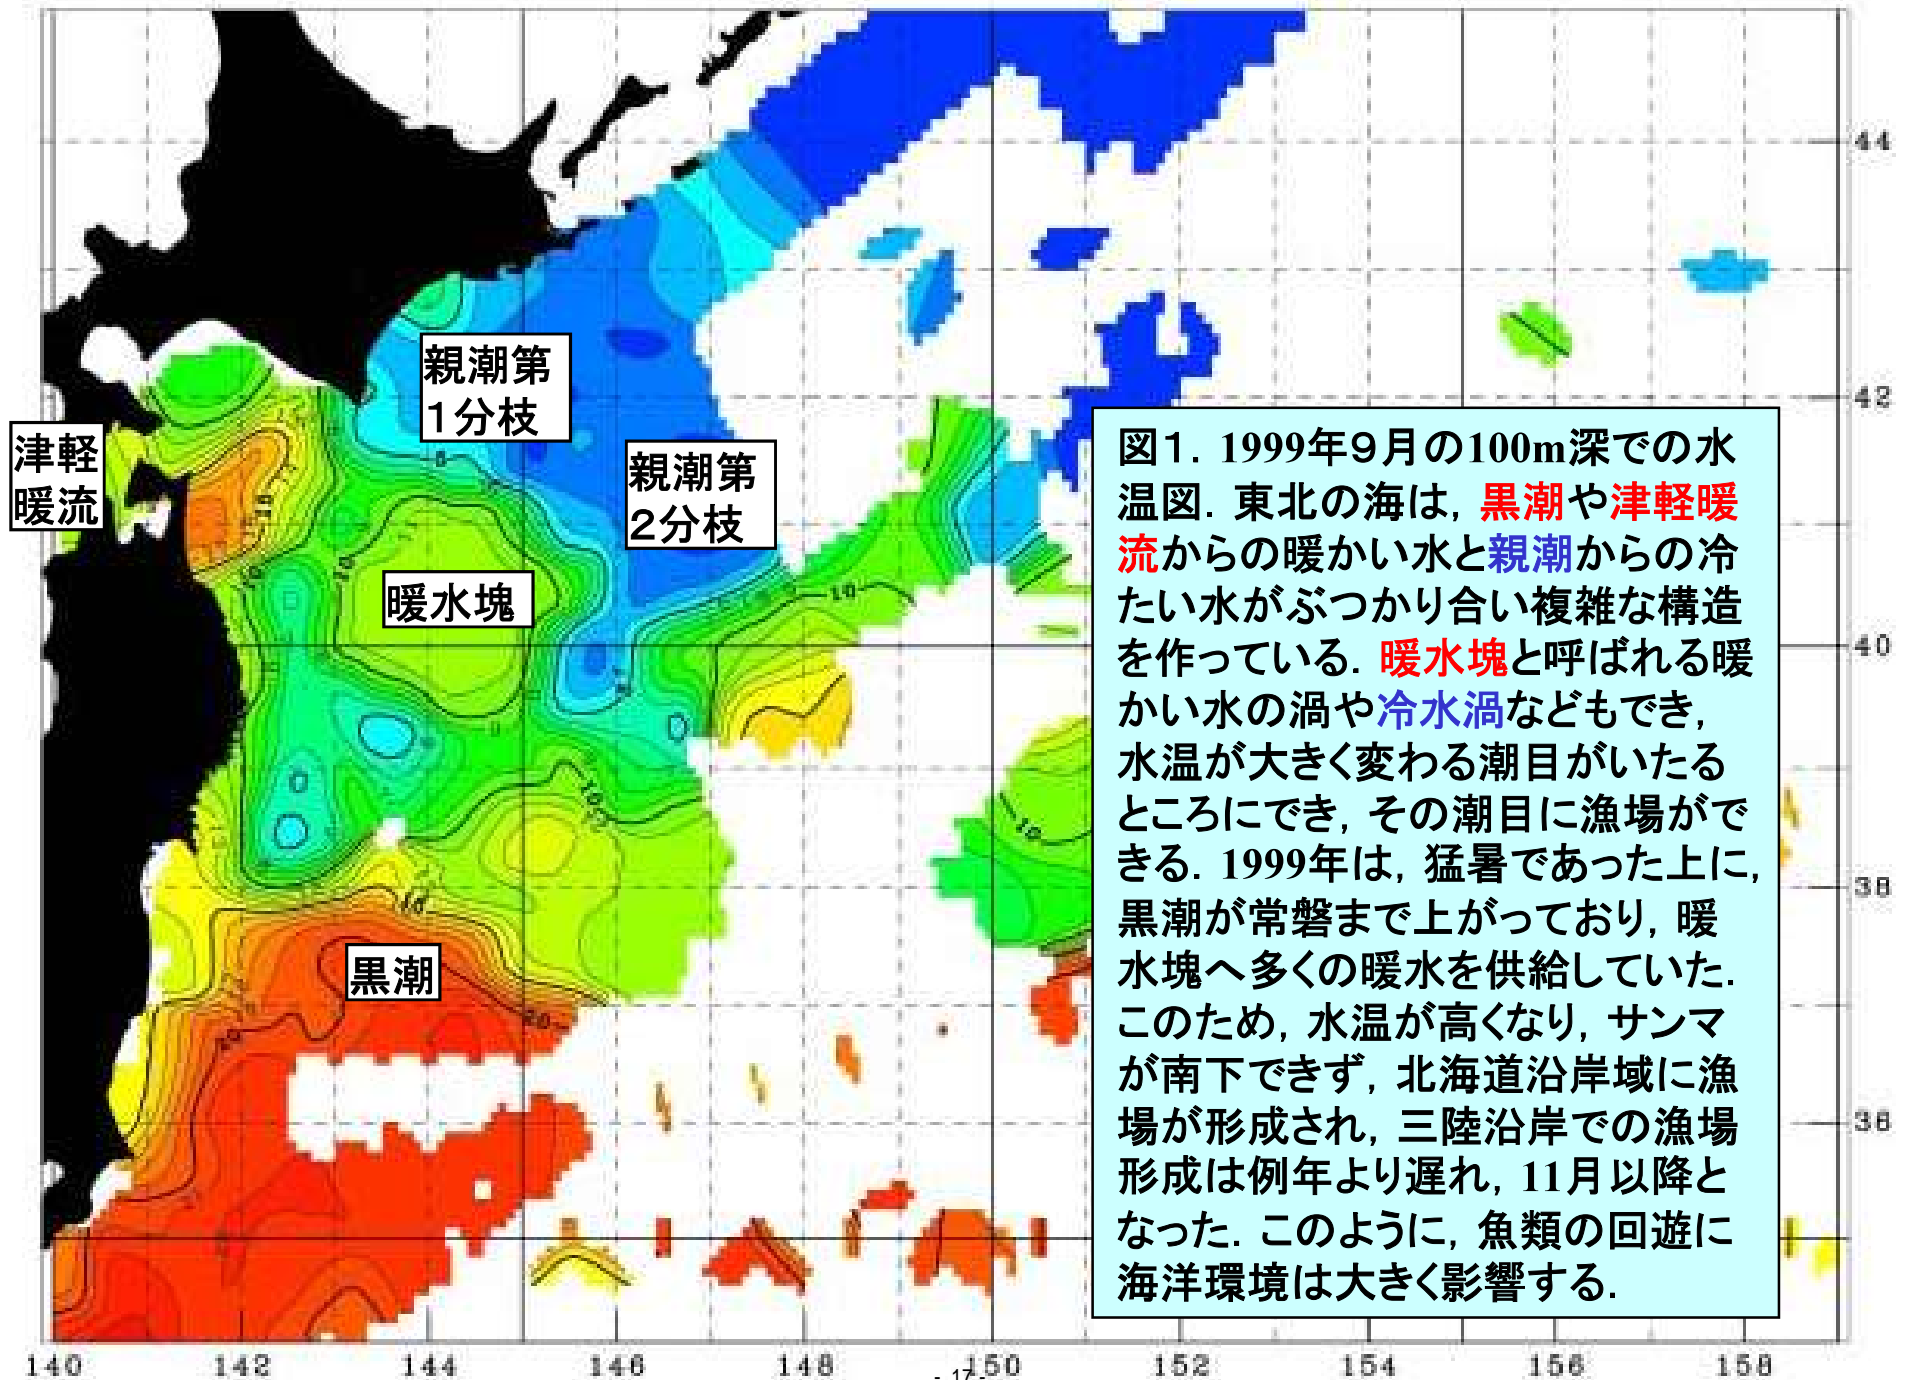 親潮第
１分枝
津軽
暖流
親潮第
２分枝
暖水塊
黒潮
図１. 1999年９月の100m深での水
温図. 東北の海は, 黒潮や津軽暖
流からの暖かい水と親潮からの冷
たい水がぶつかり合い複雑な構造
を作っている. 暖水塊と呼ばれる暖
かい水の渦や冷水渦などもでき,
水温が大きく変わる潮目がいたる
ところにでき, その潮目に漁場がで
きる. 1999年は, 猛暑であった上に,
黒潮が常磐まで上がっており, 暖
水塊へ多くの暖水を供給していた.
このため, 水温が高くなり, サンマ
が南下できず, 北海道沿岸域に漁
場が形成され, 三陸沿岸での漁場
形成は例年より遅れ, 11月以降と
なった. このように, 魚類の回遊に
海洋環境は大きく影響する.
44
42
40
38
36
10
10
10
10
20
140 142 144 146 148 150 152 154 156 158
- 17 -